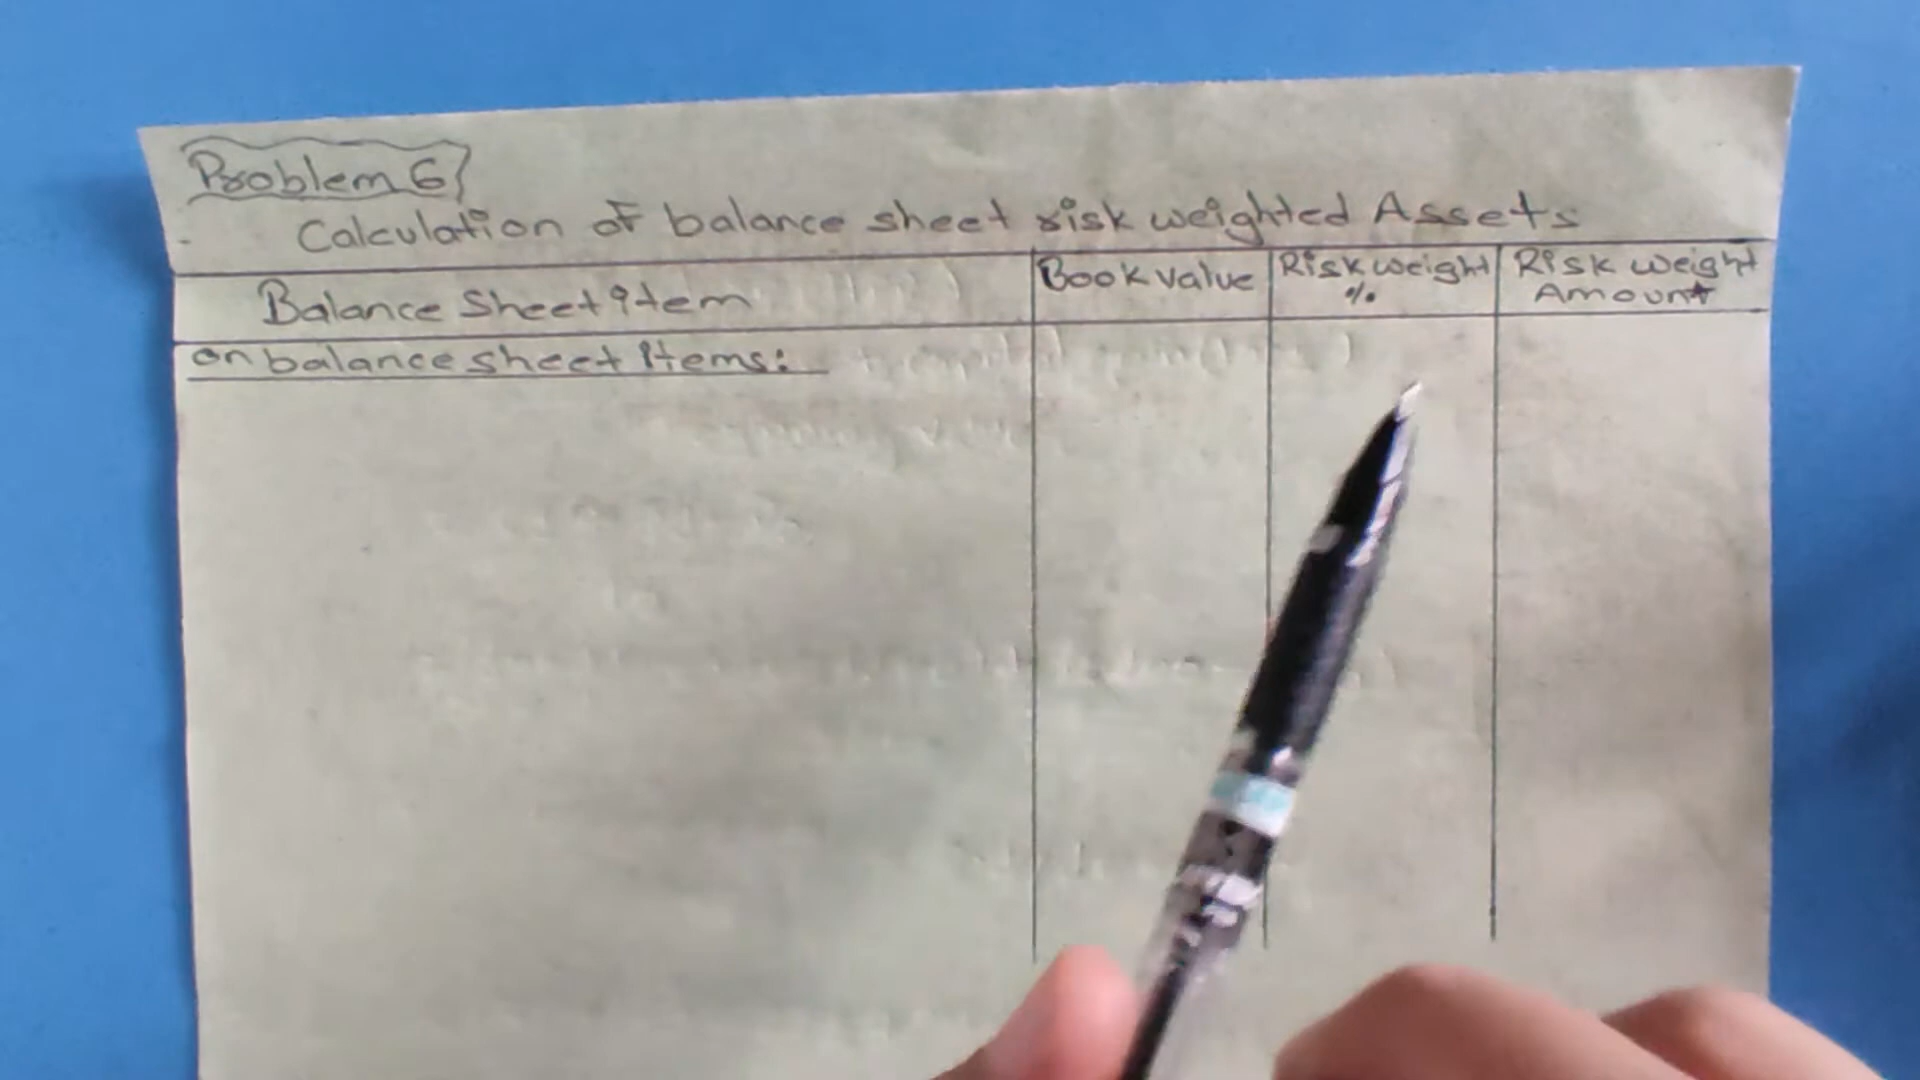 Problem 6
Calculation of balance sheet risk weighted Assets
Balance Sheet Item
Book value
Risk weight
%
Risk weight
Amount
on balance sheet Items: